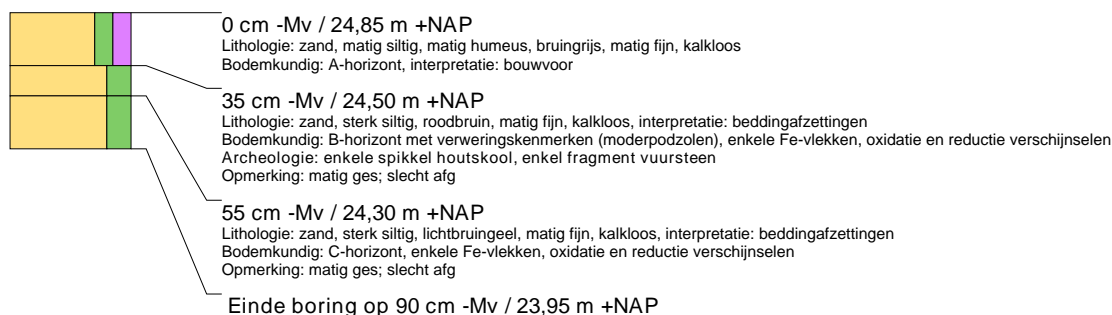 0 cm -Mv / 24,85 m +NAP
Lithologie: zand, matig siltig, matig humeus, bruingrijs, matig fijn, kalkloos
Bodemkundig: A-horizont, interpretatie: bouwvoor
35 cm -Mv / 24,50 m +NAP
Lithologie: zand, sterk siltig, roodbruin, matig fijn, kalkloos, interpretatie: beddingafzettingen
Bodemkundig: B-horizont met verweringskenmerken (moderpodzolen), enkele Fe-vlekken, oxidatie en reductie verschijnselen
Archeologie: enkele spikkel houtskool, enkel fragment vuursteen
Opmerking: matig ges; slecht afg
55 cm -Mv / 24,30 m +NAP
Lithologie: zand, sterk siltig, lichtbruingeel, matig fijn, kalkloos, interpretatie: beddingafzettingen
Bodemkundig: C-horizont, enkele Fe-vlekken, oxidatie en reductie verschijnselen
Opmerking: matig ges; slecht afg
Einde boring op 90 cm -Mv / 23,95 m +NAP